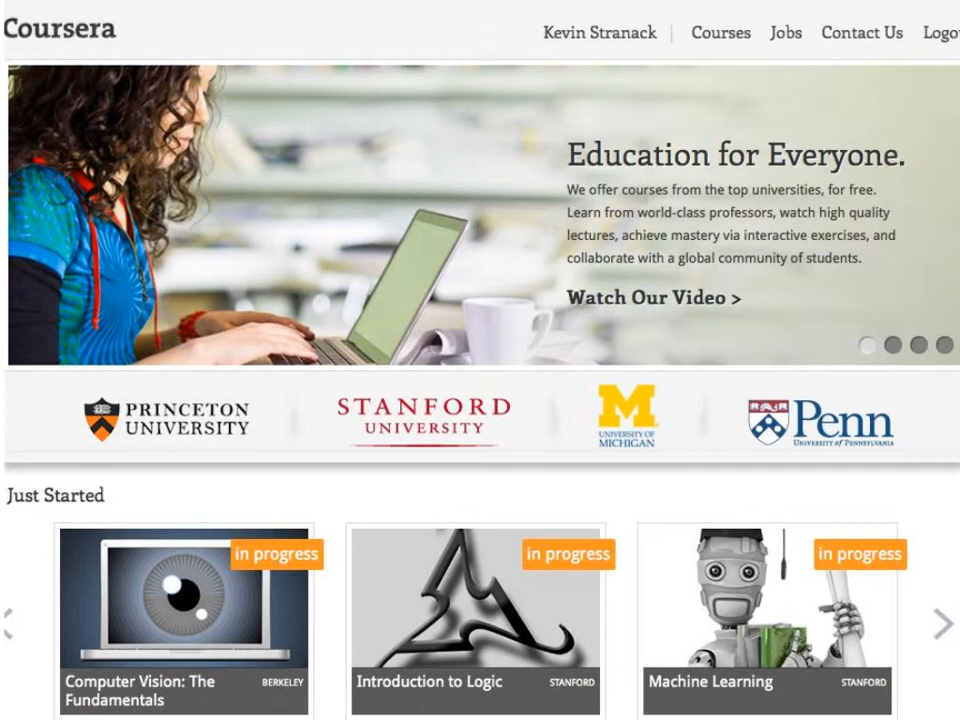 Coursera
Kevin Stranack | Courses Jobs Contact Us
Education for Everyone.
We offer courses from the top universities, for free.
Learn from world-class professors, watch high quality
lectures, achieve mastery via interactive exercises, and
collaborate with a global community of students.
Watch Our Video >
PRINCETON
UNIVERSITY
STANFORD
UNIVERSITY
M
UNIVERSITY OF
MICHIGAN
Penn
UNIVERSITY OF PENNSYLVANIA
Just Started
in progress
in progress
in progress
Computer Vision: The
Fundamentals
BERKELEY
Introduction to Logic
STANFORD
Machine Learning
STANFORD